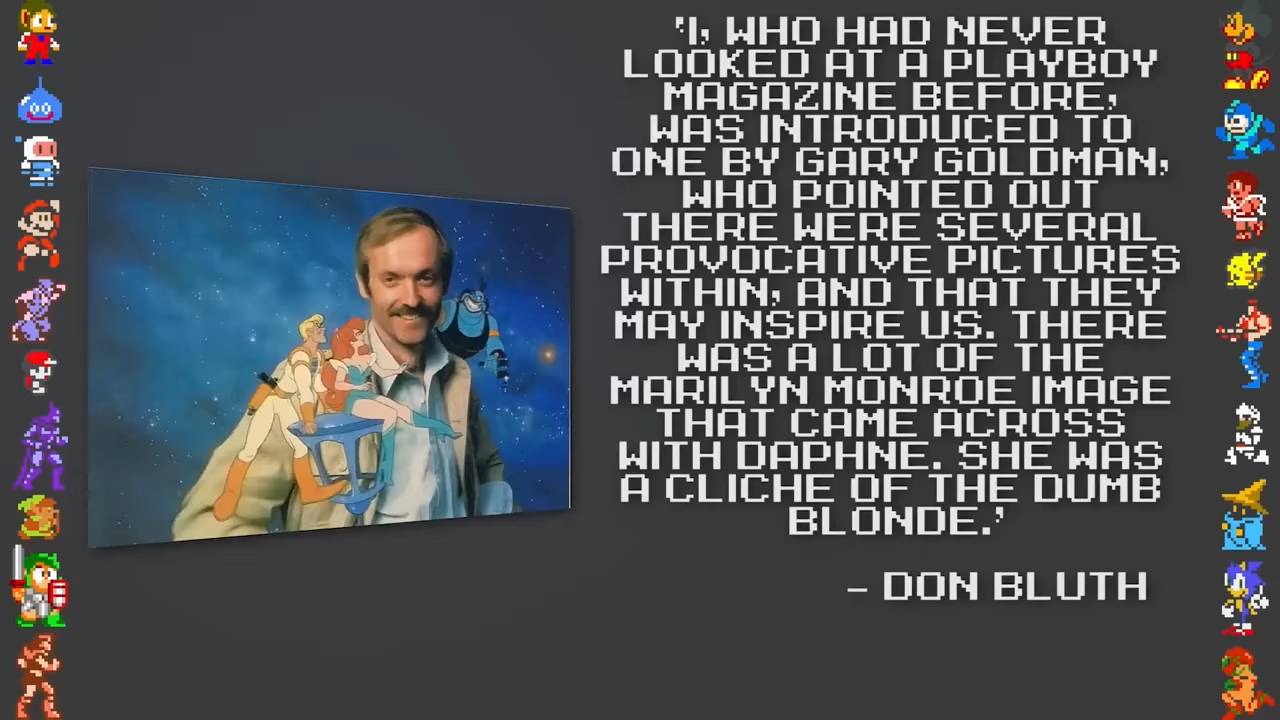 'I, WHO HAD NEVER
LOOKED AT A PLAYBOY
MAGAZINE BEFORE,
WAS INTRODUCED TO
ONE BY GARY GOLDMAN,
WHO POINTED OUT
THERE WERE SEVERAL
PROVOCATIVE PICTURES
WITHIN, AND THAT THEY
MAY INSPIRE US. THERE
WAS A LOT OF THE
MARILYN MONROE IMAGE
THAT CAME ACROSS
WITH DAPHNE. SHE WAS
A CLICHE OF THE DUMB
BLONDE.'
– DON BLUTH